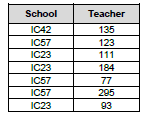 School Teacher
IC42 135
IC57 123
IC23 111
IC23 184
IC57 77
IC57 295
IC23 93